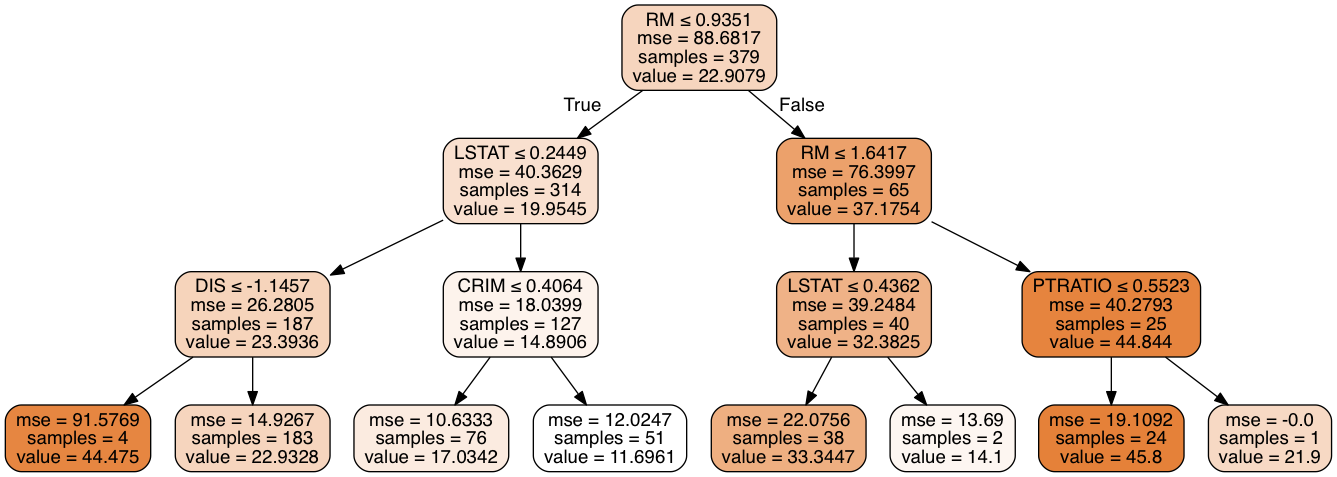 RM ≤ 0.9351
mse = 88.6817
samples = 379
value = 22.9079
True
False
LSTAT ≤ 0.2449
mse = 40.3629
samples = 314
value = 19.9545
RM ≤ 1.6417
mse = 76.3997
samples = 65
value = 37.1754
DIS ≤ -1.1457
mse = 26.2805
samples = 187
value = 23.3936
CRIM ≤ 0.4064
mse = 18.0399
samples = 127
value = 14.8906
LSTAT ≤ 0.4362
mse = 39.2484
samples = 40
value = 32.3825
PTRATIO ≤ 0.5523
mse = 40.2793
samples = 25
value = 44.844
mse = 91.5769
samples = 4
value = 44.475
mse = 14.9267
samples = 183
value = 22.9328
mse = 10.6333
samples = 76
value = 17.0342
mse = 12.0247
samples = 51
value = 11.6961
mse = 22.0756
samples = 38
value = 33.3447
mse = 13.69
samples = 2
value = 14.1
mse = 19.1092
samples = 24
value = 45.8
mse = -0.0
samples = 1
value = 21.9